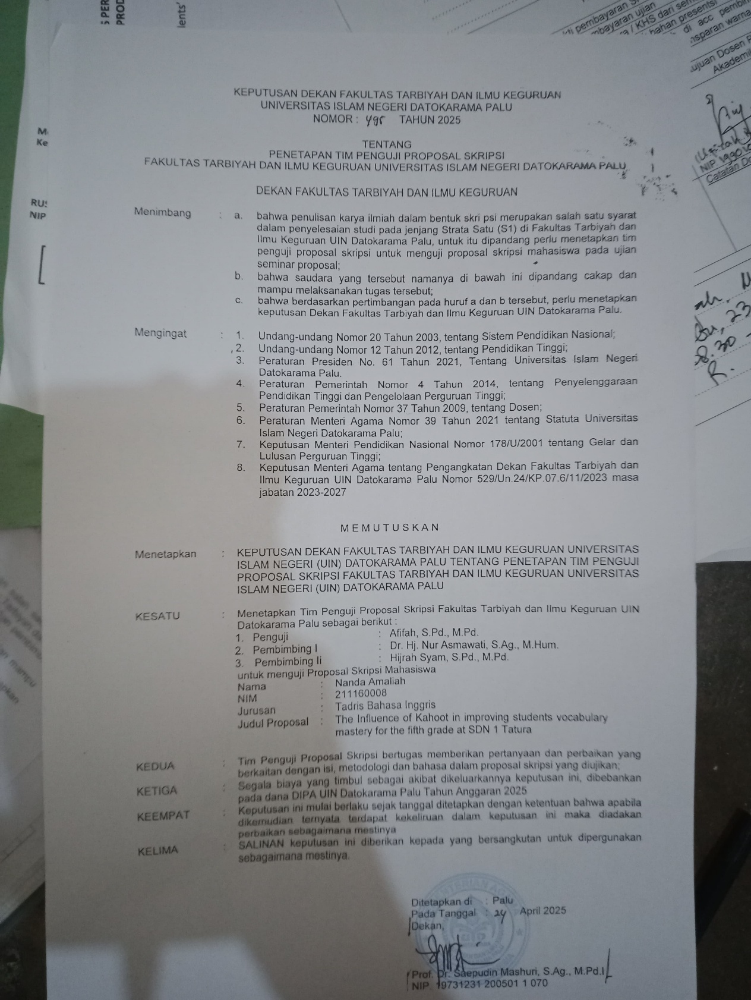 KEPUTUSAN DEKAN FAKULTAS TARBIYAH DAN ILMU KEGURUAN
UNIVERSITAS ISLAM NEGERI DATOKARAMA PALU
NOMOR : 495 TAHUN 2025
TENTANG
PENETAPAN TIM PENGUJI PROPOSAL SKRIPSI
FAKULTAS TARBIYAH DAN ILMU KEGURUAN UNIVERSITAS ISLAM NEGERI DATOKARAMA PALU
DEKAN FAKULTAS TARBIYAH DAN ILMU KEGURUAN
Menimbang : a. bahwa penulisan karya ilmiah dalam bentuk skri psi merupakan salah satu syarat
dalam penyelesaian studi pada jenjang Strata Satu (S1) di Fakultas Tarbiyah dan
Ilmu Keguruan UIN Datokarama Palu, untuk itu dipandang perlu menetapkan tim
penguji proposal skripsi untuk menguji proposal skripsi mahasiswa pada ujian
seminar proposal;
b. bahwa saudara yang tersebut namanya di bawah ini dipandang cakap dan
mampu melaksanakan tugas tersebut;
c. bahwa berdasarkan pertimbangan pada huruf a dan b tersebut, perlu menetapkan
keputusan Dekan Fakultas Tarbiyah dan Ilmu Keguruan UIN Datokarama Palu.
Mengingat : 1. Undang-undang Nomor 20 Tahun 2003, tentang Sistem Pendidikan Nasional;
2. Undang-undang Nomor 12 Tahun 2012, tentang Pendidikan Tinggi;
3. Peraturan Presiden No. 61 Tahun 2021, Tentang Universitas Islam Negeri
Datokarama Palu.
4. Peraturan Pemerintah Nomor 4 Tahun 2014, tentang Penyelenggaraan
Pendidikan Tinggi dan Pengelolaan Perguruan Tinggi;
5. Peraturan Pemerintah Nomor 37 Tahun 2009, tentang Dosen;
6. Peraturan Menteri Agama Nomor 39 Tahun 2021 tentang Statuta Universitas
Islam Negeri Datokarama Palu;
7. Keputusan Menteri Pendidikan Nasional Nomor 178/U/2001 tentang Gelar dan
Lulusan Perguruan Tinggi;
8. Keputusan Menteri Agama tentang Pengangkatan Dekan Fakultas Tarbiyah dan
Ilmu Keguruan UIN Datokarama Palu Nomor 529/Un.24/KP.07.6/11/2023 masa
jabatan 2023-2027
M E M U T U S K A N
Menetapkan : KEPUTUSAN DEKAN FAKULTAS TARBIYAH DAN ILMU KEGURUAN UNIVERSITAS
ISLAM NEGERI (UIN) DATOKARAMA PALU TENTANG PENETAPAN TIM PENGUJI
PROPOSAL SKRIPSI FAKULTAS TARBIYAH DAN ILMU KEGURUAN UNIVERSITAS
ISLAM NEGERI (UIN) DATOKARAMA PALU
KESATU : Menetapkan Tim Penguji Proposal Skripsi Fakultas Tarbiyah dan Ilmu Keguruan UIN
Datokarama Palu sebagai berikut :
1. Penguji : Afifah, S.Pd., M.Pd.
2. Pembimbing I : Dr. Hj. Nur Asmawati, S.Ag., M.Hum.
3. Pembimbing Ii : Hijrah Syam, S.Pd., M.Pd.
untuk menguji Proposal Skripsi Mahasiswa
Nama : Nanda Amaliah
NIM : 211160008
Jurusan : Tadris Bahasa Inggris
Judul Proposal : The Influence of Kahoot in improving students vocabulary
mastery for the fifth grade at SDN 1 Tatura
KEDUA : Tim Penguji Proposal Skripsi bertugas memberikan pertanyaan dan perbaikan yang
berkaitan dengan isi, metodologi dan bahasa dalam proposal skripsi yang diujikan;
KETIGA : Segala biaya yang timbul sebagai akibat dikeluarkannya keputusan ini, dibebankan
pada dana DIPA UIN Datokarama Palu Tahun Anggaran 2025
KEEMPAT : Keputusan ini mulai berlaku sejak tanggal ditetapkan dengan ketentuan bahwa apabila
dikemudian ternyata terdapat kekeliruan dalam keputusan ini maka diadakan
perbaikan sebagaimana mestinya
KELIMA : SALINAN keputusan ini diberikan kepada yang bersangkutan untuk dipergunakan
sebagaimana mestinya.
Ditetapkan di : Palu
Pada Tanggal : 24 April 2025
Dekan,
Prof. Dr. Saepudin Mashuri, S.Ag., M.Pd.I
NIP. 19731231 200501 1 070